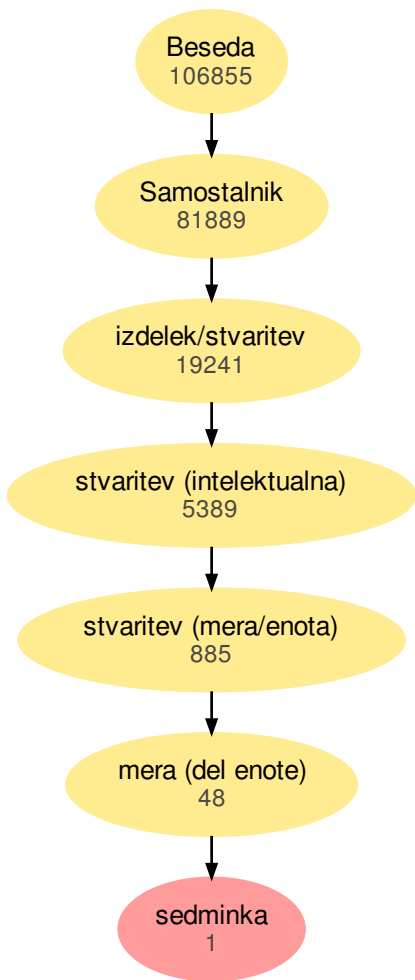 Beseda
106855
Samostalnik
81889
izdelek/stvaritev
19241
stvaritev (intelektualna)
5389
stvaritev (mera/enota)
885
mera (del enote)
48
sedminka
1